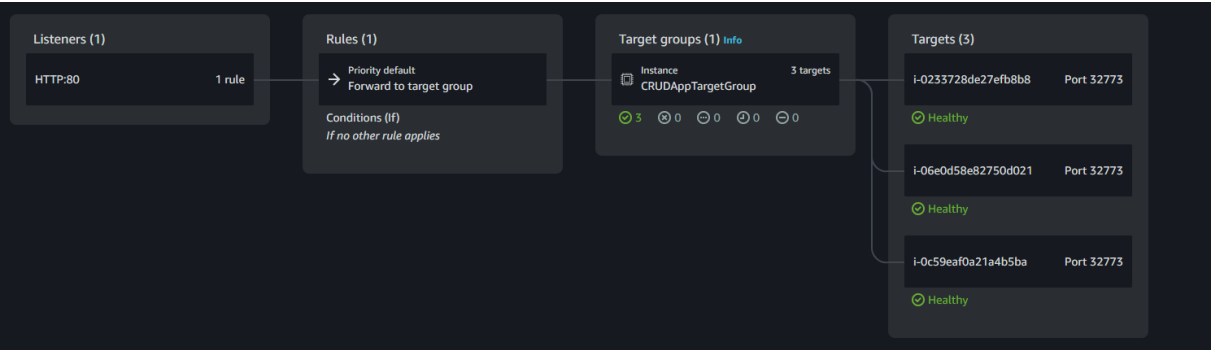 Listeners (1)
HTTP:80 1 rule
Rules (1)
Priority default
Forward to target group
Conditions (If)
If no other rule applies
Target groups (1) Info
Instance 3 targets
CRUDAppTargetGroup
3 0 0 0 0
Targets (3)
i-0233728de27efb8b8 Port 32773
Healthy
i-06e0d58e82750d021 Port 32773
Healthy
i-0c59eaf0a21a4b5ba Port 32773
Healthy